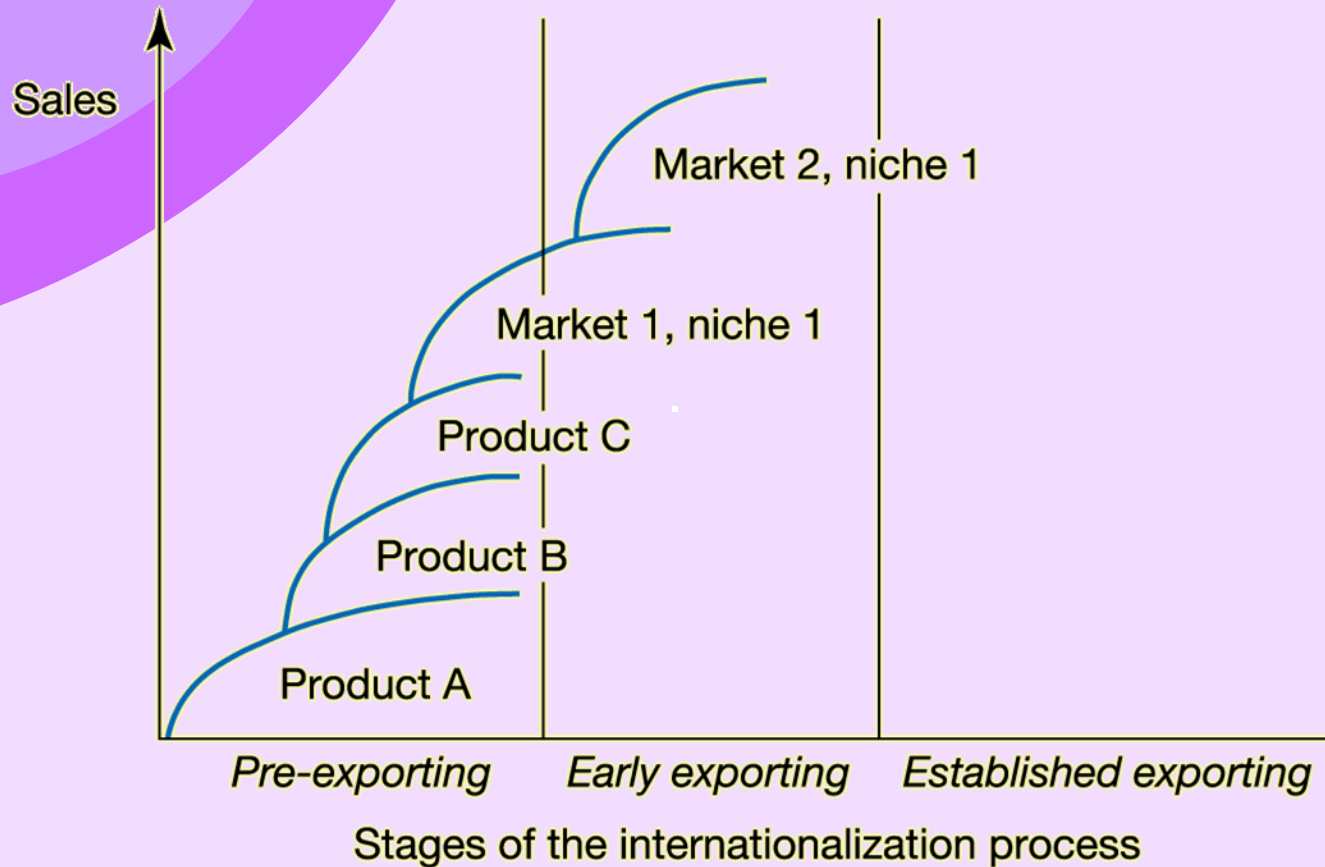 Sales
Market 2, niche 1
Market 1, niche 1
Product C
Product B
Product A
Pre-exporting
Early exporting
Established exporting
Stages of the internationalization process